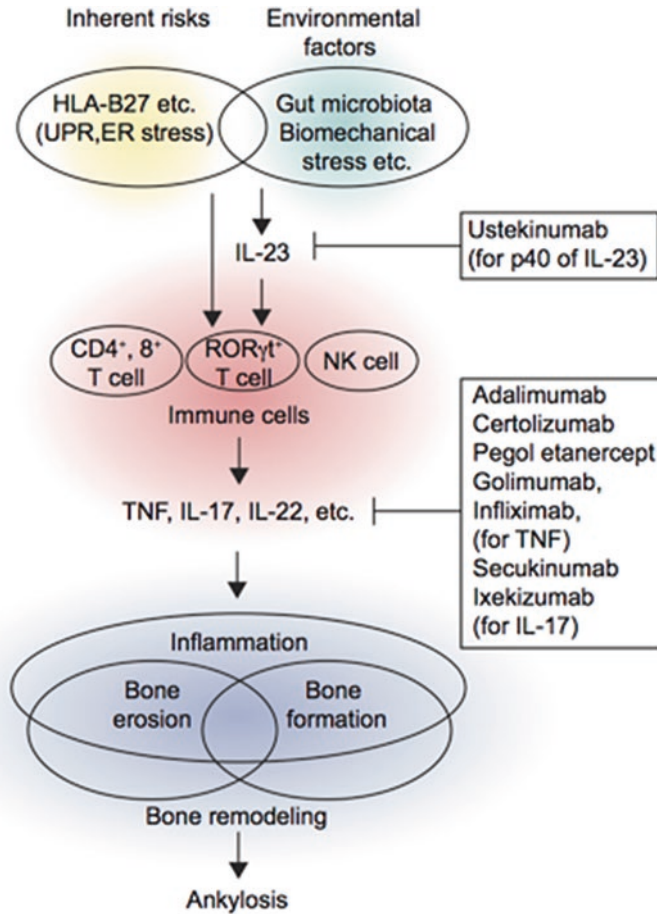 Inherent risks
Environmental
factors
HLA-B27 etc.
(UPR,ER stress)
Gut microbiota
Biomechanical
stress etc.
IL-23
Ustekinumab
(for p40 of IL-23)
CD4⁺, 8⁺
T cell
RORγt⁺
T cell
NK cell
Immune cells
TNF, IL-17, IL-22, etc.
Adalimumab
Certolizumab
Pegol etanercept
Golimumab,
Infliximab,
(for TNF)
Secukinumab
Ixekizumab
(for IL-17)
Inflammation
Bone
erosion
Bone
formation
Bone remodeling
Ankylosis